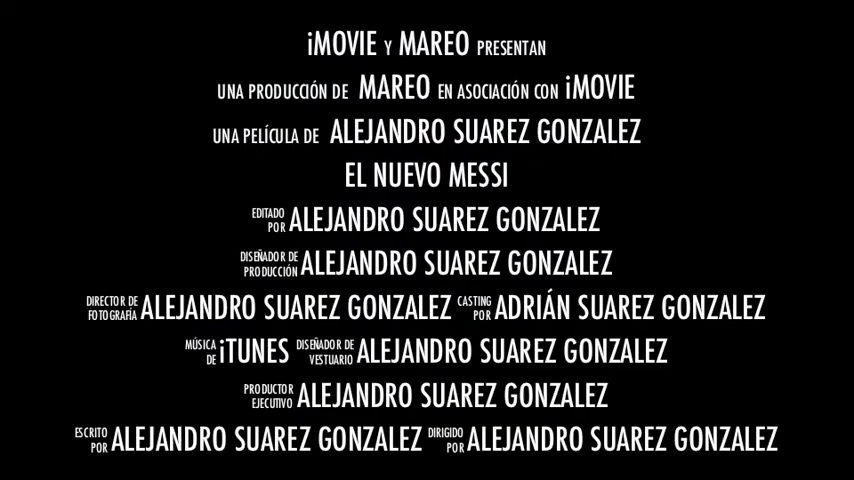 iMOVIE Y MAREO PRESENTAN
UNA PRODUCCIÓN DE MAREO EN ASOCIACIÓN CON iMOVIE
UNA PELÍCULA DE ALEJANDRO SUAREZ GONZALEZ
EL NUEVO MESSI
EDITADO POR ALEJANDRO SUAREZ GONZALEZ
DISEÑADOR DE PRODUCCIÓN ALEJANDRO SUAREZ GONZALEZ
DIRECTOR DE FOTOGRAFÍA ALEJANDRO SUAREZ GONZALEZ CASTING POR ADRIÁN SUAREZ GONZALEZ
MÚSICA DE iTUNES DISEÑADOR DE VESTUARIO ALEJANDRO SUAREZ GONZALEZ
PRODUCTOR EJECUTIVO ALEJANDRO SUAREZ GONZALEZ
ESCRITO POR ALEJANDRO SUAREZ GONZALEZ DIRIGIDO POR ALEJANDRO SUAREZ GONZALEZ